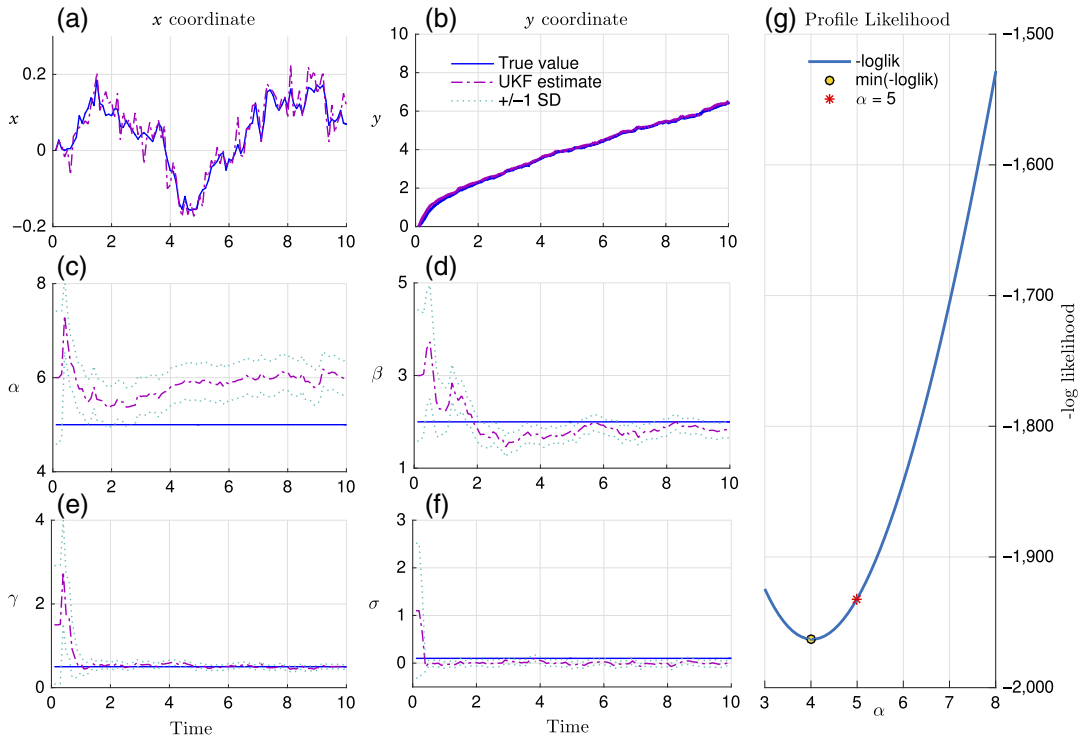 (a)
x coordinate
0.2
x
0
−0.2
0 2 4 6 8 10
(b)
y coordinate
True value
UKF estimate
+/−1 SD
10
8
6
y
4
2
0
0 2 4 6 8 10
(c)
8
6
α
4
0 2 4 6 8 10
(d)
5
3
β
1
0 2 4 6 8 10
(e)
4
2
γ
0
0 2 4 6 8 10
Time
(f)
3
2
σ
1
0
0 2 4 6 8 10
Time
(g)
Profile Likelihood
-loglik
min(-loglik)
α = 5
−1,500
−1,600
−1,700
−1,800
−1,900
−2,000
-log likelihood
3 4 5 6 7 8
α